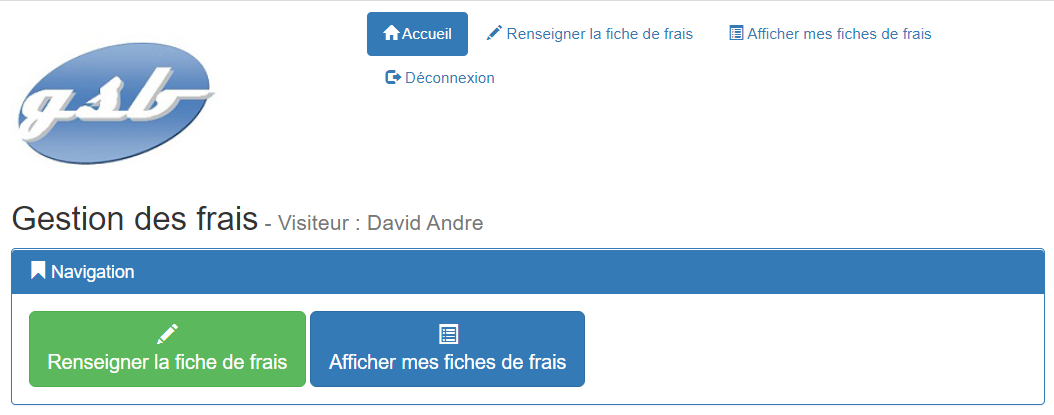 gsb
Accueil
Renseigner la fiche de frais
Afficher mes fiches de frais
Déconnexion
Gestion des frais - Visiteur : David Andre
Navigation
Renseigner la fiche de frais
Afficher mes fiches de frais